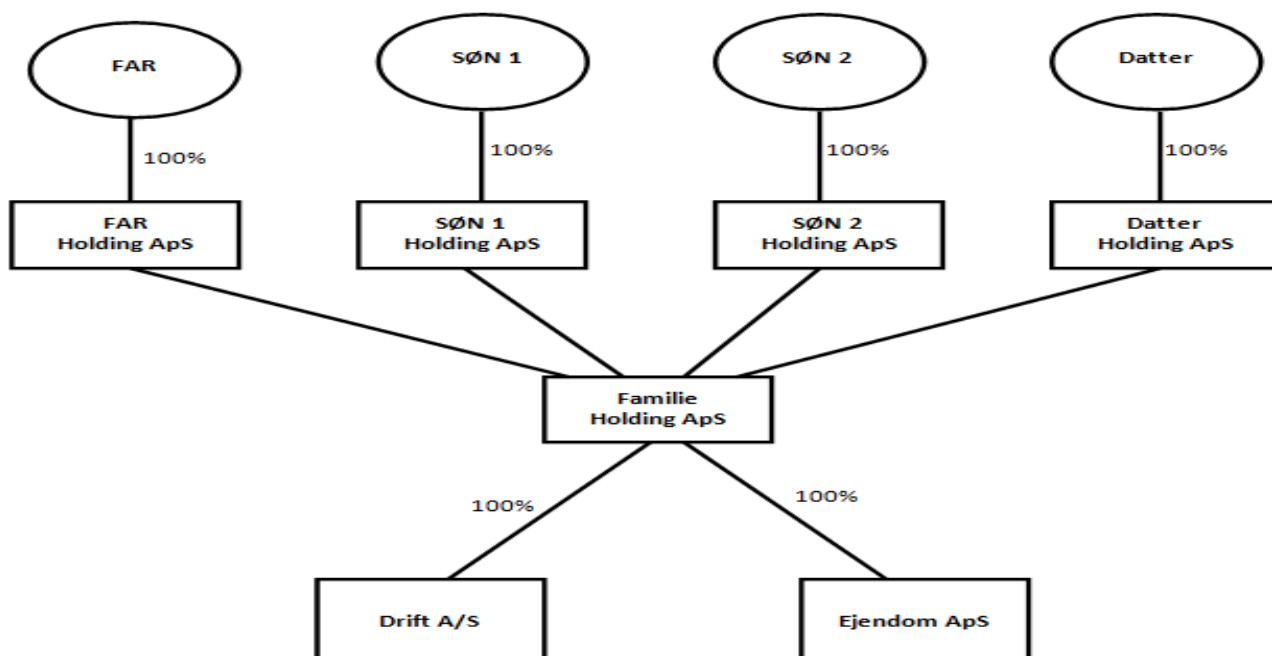 FAR
SØN 1
SØN 2
Datter
100%
100%
100%
100%
FAR
Holding ApS
SØN 1
Holding ApS
SØN 2
Holding ApS
Datter
Holding ApS
Familie
Holding ApS
100%
100%
Drift A/S
Ejendom ApS